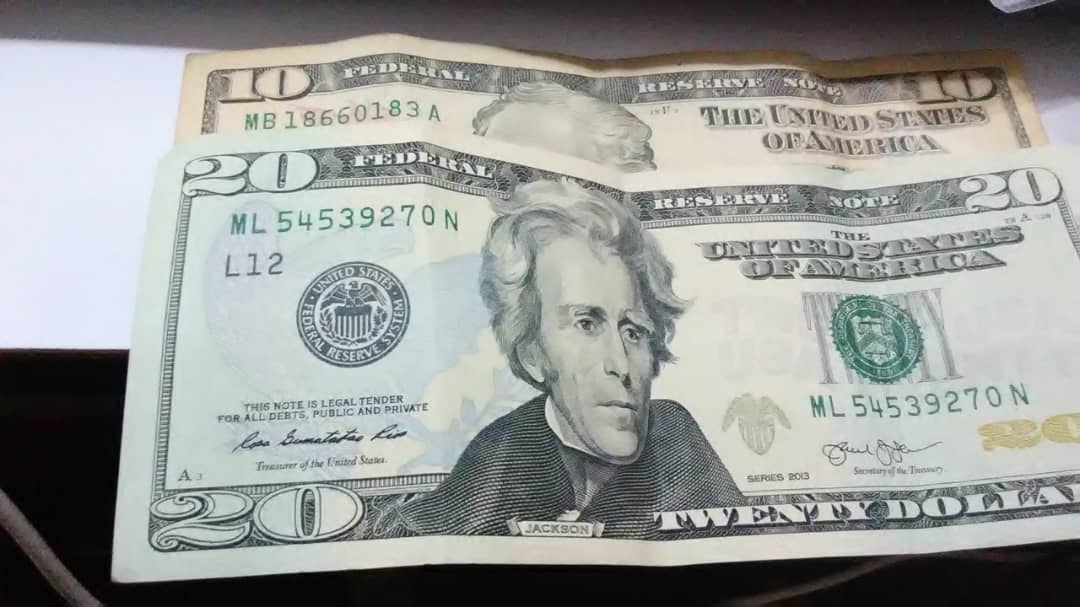 10 FEDERAL RESERVE NOTE 10
MB 18660183 A
THE UNITED STATES
OF AMERICA
20 FEDERAL RESERVE NOTE 20
ML 54539270 N
THE
UNITED STATES
OF AMERICA
L12
UNITED STATES FEDERAL RESERVE SYSTEM
ML 54539270 N
THIS NOTE IS LEGAL TENDER
FOR ALL DEBTS, PUBLIC AND PRIVATE
Treasurer of the United States.
Secretary of the Treasury
A 3
SERIES 2013
20
JACKSON
TWENTY DOLLA